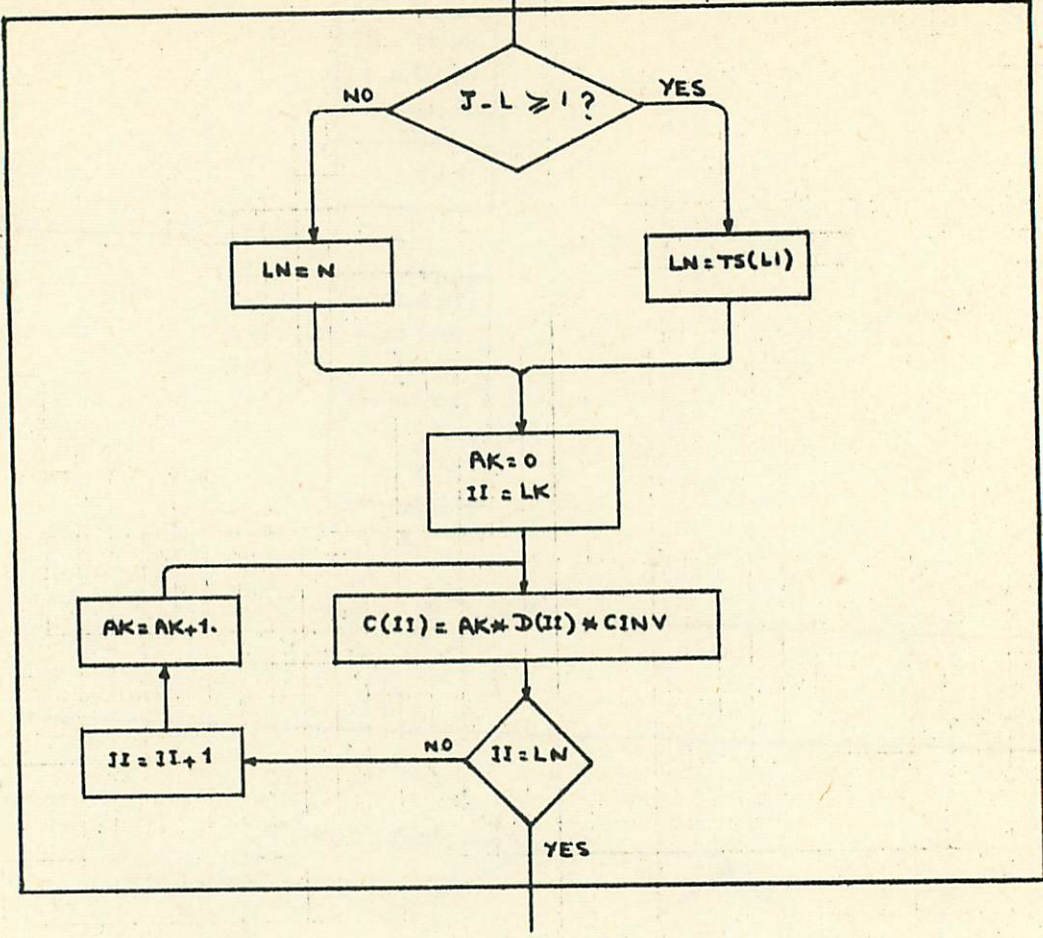 J-L ⩾ 1 ?
NO
YES
LN = N
LN = TS(L1)
AK = 0
II = LK
AK = AK+1.
C(II) = AK * D(II) * CINV
II = II+1
NO
II = LN
YES